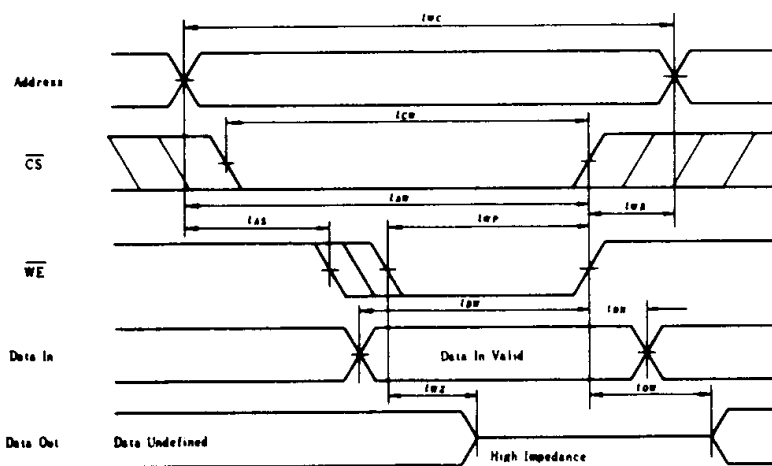 tWC
Address
tCW
CS
tAW
tAS
tWP
tWR
WE
tDW
tDH
Data In
Data In Valid
tWZ
tOW
Data Out
Data Undefined
High Impedance